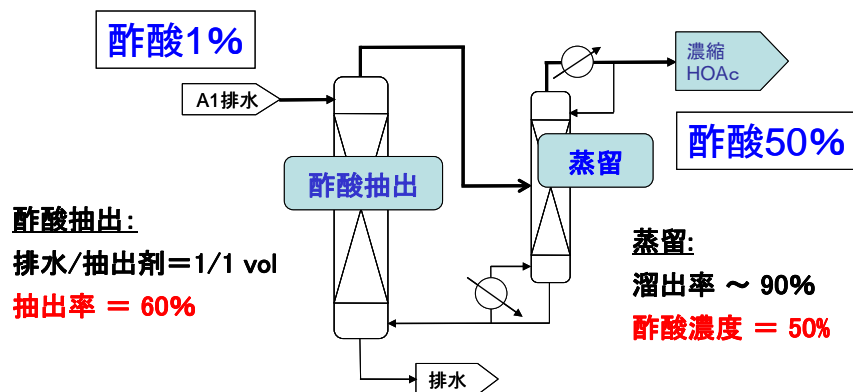 酢酸1%
A1排水
濃縮
HOAc
酢酸50%
酢酸抽出
蒸留
酢酸抽出:
排水/抽出剤=1/1 vol
抽出率 = 60%
蒸留:
溜出率 ~ 90%
酢酸濃度 = 50%
排水